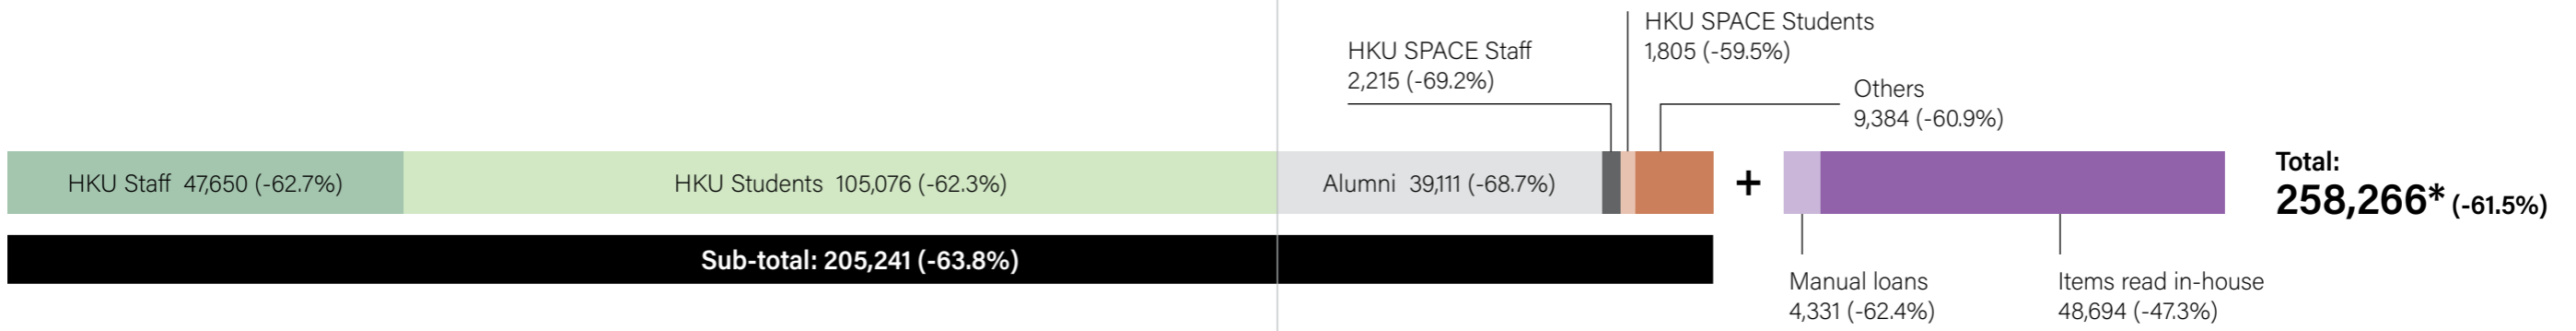 HKU SPACE Students
1,805 (-59.5%)
HKU SPACE Staff
2,215 (-69.2%)
Others
9,384 (-60.9%)
HKU Staff 47,650 (-62.7%)
HKU Students 105,076 (-62.3%)
Alumni 39,111 (-68.7%)
+
Total:
258,266* (-61.5%)
Sub-total: 205,241 (-63.8%)
Manual loans
4,331 (-62.4%)
Items read in-house
48,694 (-47.3%)